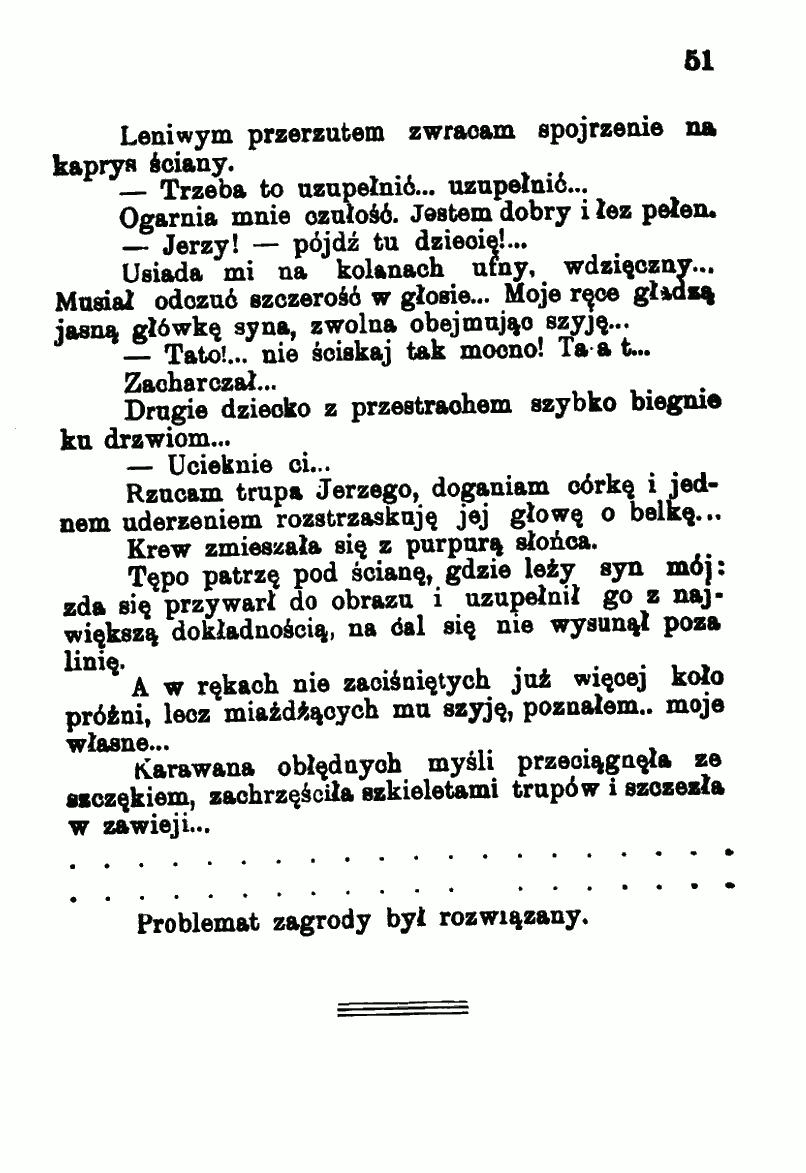 51
Leniwym przerzutem zwracam spojrzenie na
kaprys ściany.
— Trzeba to uzupełnić... uzupełnić...
Ogarnia mnie czułość. Jestem dobry i łez pełen.
— Jerzy! — pójdź tu dziecię!...
Usiada mi na kolanach ufny, wdzięczny...
Musiał odczuć szczerość w głosie... Moje ręce gładzą
jasną główkę syna, zwolna obejmując szyję...
— Tato!... nie ściskaj tak mocno! Ta-a t...
Zacharczał...
Drugie dziecko z przestrachem szybko biegnie
ku drzwiom...
— Ucieknie ci...
Rzucam trupa Jerzego, doganiam córkę i jed-
nem uderzeniem rozstrzaskuję jej głowę o belkę...
Krew zmieszała się z purpurą słońca.
Tępo patrzę pod ścianę, gdzie leży syn mój:
zda się przywarł do obrazu i uzupełnił go z naj-
większą dokładnością, na cal się nie wysunął poza
linię.
A w rękach nie zaciśniętych już więcej koło
próżni, lecz miażdżących mu szyję, poznałem.. moje
własne...
Karawana obłędnych myśli przeciągnęła ze
szczękiem, zachrzęściła szkieletami trupów i szczezła
w zawieji...
. . . . . . . . . . . . . . . . . . . .
. . . . . . . . . . . . . . . . . . .
Problemat zagrody był rozwiązany.